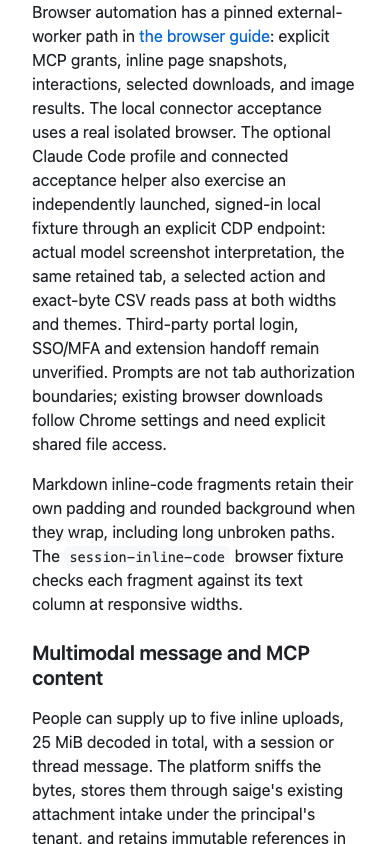 Browser automation has a pinned external-
worker path in the browser guide: explicit
MCP grants, inline page snapshots,
interactions, selected downloads, and image
results. The local connector acceptance
uses a real isolated browser. The optional
Claude Code profile and connected
acceptance helper also exercise an
independently launched, signed-in local
fixture through an explicit CDP endpoint:
actual model screenshot interpretation, the
same retained tab, a selected action and
exact-byte CSV reads pass at both widths
and themes. Third-party portal login,
SSO/MFA and extension handoff remain
unverified. Prompts are not tab authorization
boundaries; existing browser downloads
follow Chrome settings and need explicit
shared file access.
Markdown inline-code fragments retain their
own padding and rounded background when
they wrap, including long unbroken paths.
The session-inline-code browser fixture
checks each fragment against its text
column at responsive widths.
Multimodal message and MCP
content
People can supply up to five inline uploads,
25 MiB decoded in total, with a session or
thread message. The platform sniffs the
bytes, stores them through saige's existing
attachment intake under the principal's
tenant, and retains immutable references in